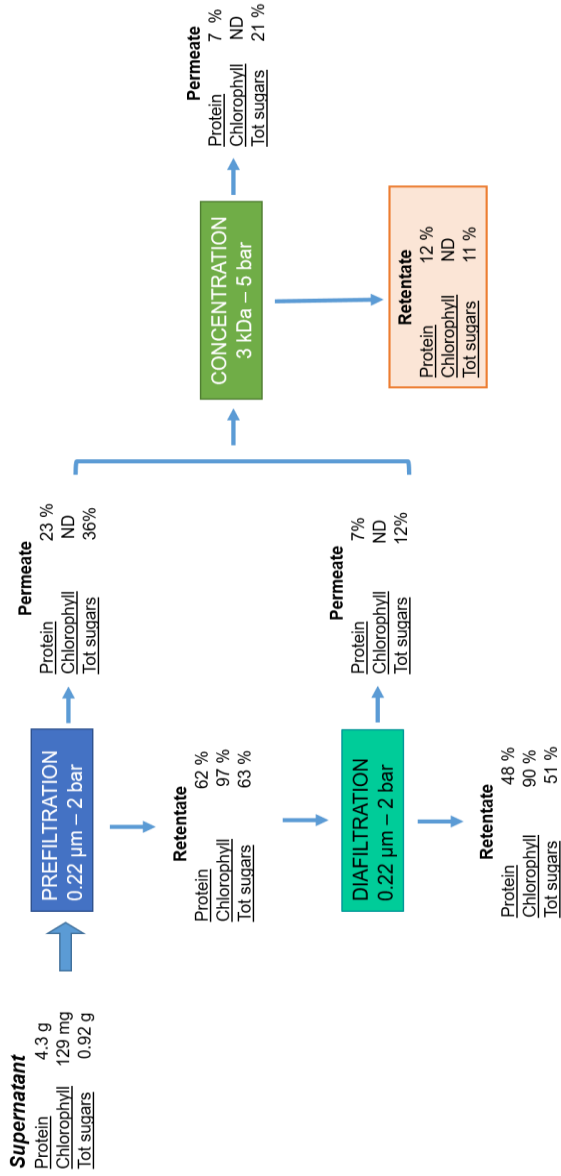 Supernatant
Protein 4.3 g
Chlorophyll 129 mg
Tot sugars 0.92 g
PREFILTRATION
0.22 µm – 2 bar
Permeate
Protein 23 %
Chlorophyll ND
Tot sugars 36%
Retentate
Protein 62 %
Chlorophyll 97 %
Tot sugars 63 %
DIAFILTRATION
0.22 µm – 2 bar
Permeate
Protein 7%
Chlorophyll ND
Tot sugars 12%
Retentate
Protein 48 %
Chlorophyll 90 %
Tot sugars 51 %
CONCENTRATION
3 kDa – 5 bar
Permeate
Protein 7 %
Chlorophyll ND
Tot sugars 21 %
Retentate
Protein 12 %
Chlorophyll ND
Tot sugars 11 %